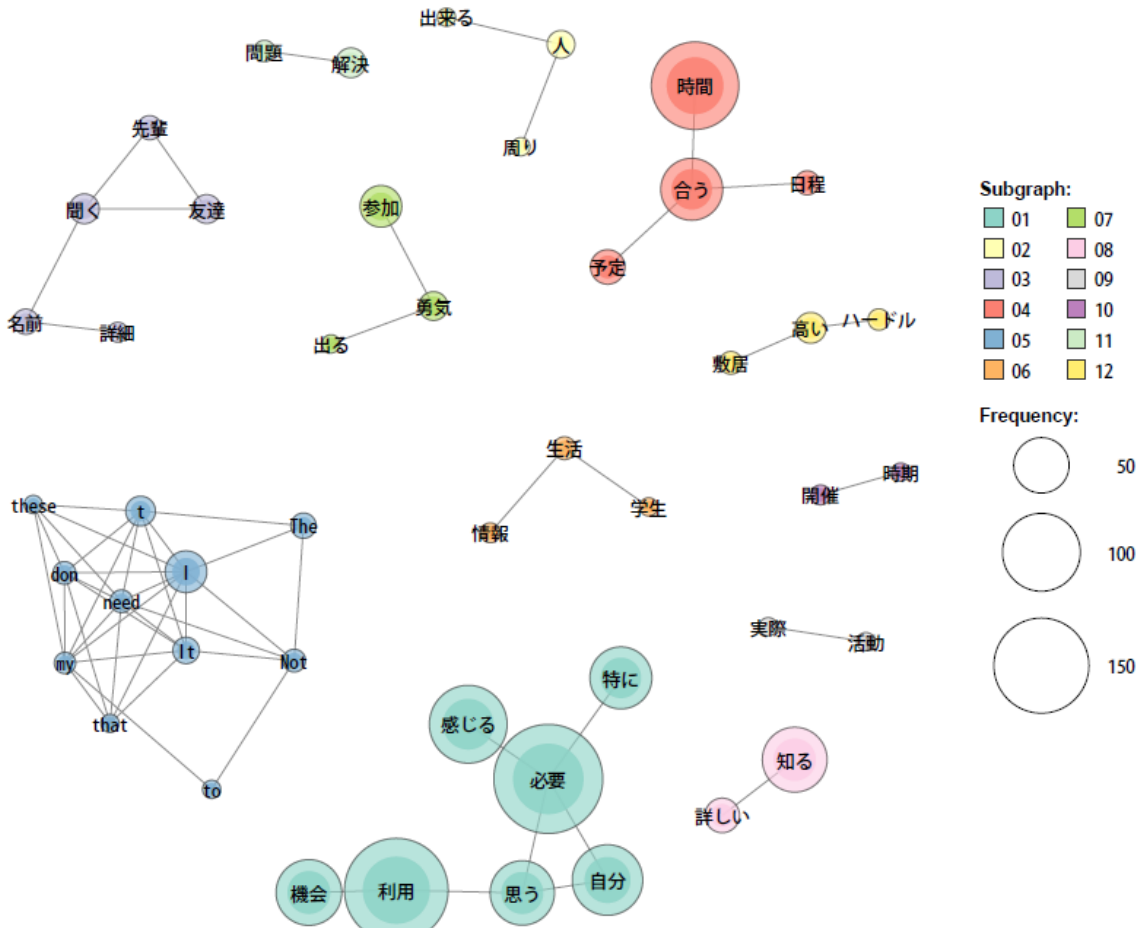 出来る
人
問題
解決
時間
先輩
周り
合う
日程
聞く
友達
参加
予定
名前
詳細
勇気
出る
高い
ハードル
敷居
生活
時期
these
t
The
学生
開催
情報
don
I
need
It
my
Not
実際
活動
that
特に
感じる
必要
知る
to
詳しい
機会
利用
思う
自分
Subgraph:
01 07
02 08
03 09
04 10
05 11
06 12
Frequency:
50
100
150